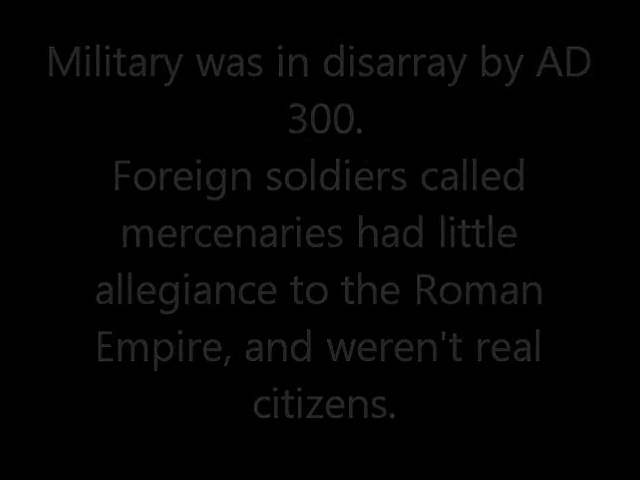 Military was in disarray by AD
300.
Foreign soldiers called
mercenaries had little
allegiance to the Roman
Empire, and weren't real
citizens.